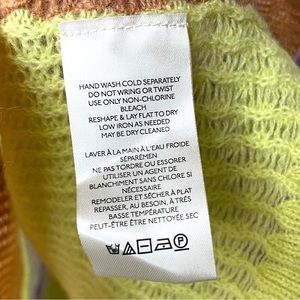 HAND WASH COLD SEPARATELY
DO NOT WRING OR TWIST
USE ONLY NON-CHLORINE
BLEACH
RESHAPE & LAY FLAT TO DRY
LOW IRON AS NEEDED
MAY BE DRY CLEANED
LAVER À LA MAIN À L'EAU FROIDE
SÉPARÉMEN
NE PAS TORDRE OU ESSORER
UTILISER UN AGENT DE
BLANCHIMENT SANS CHLORE SI
NÉCESSAIRE
REMODELER ET SÉCHER À PLAT
REPASSER, AU BESOIN, À TRÈS
BASSE TEMPÉRATURE
PEUT-ÊTRE ÊTRE NETTOYÉE SEC
P